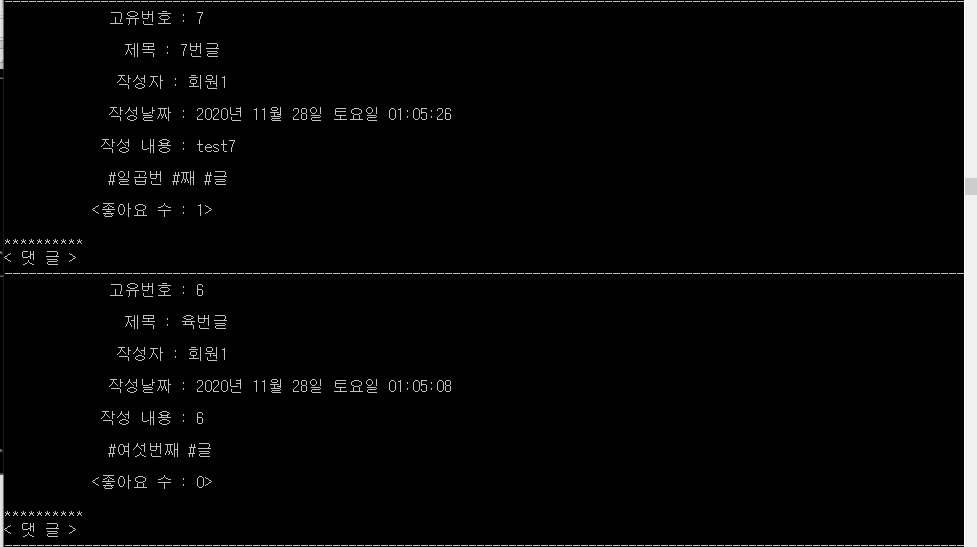 고유번호 : 7
제목 : 7번글
작성자 : 회원1
작성날짜 : 2020년 11월 28일 토요일 01:05:26
작성 내용 : test7
#일곱번 #째 #글
<좋아요 수 : 1>
**********
< 댓 글 >
고유번호 : 6
제목 : 육번글
작성자 : 회원1
작성날짜 : 2020년 11월 28일 토요일 01:05:08
작성 내용 : 6
#여섯번째 #글
<좋아요 수 : 0>
**********
< 댓 글 >